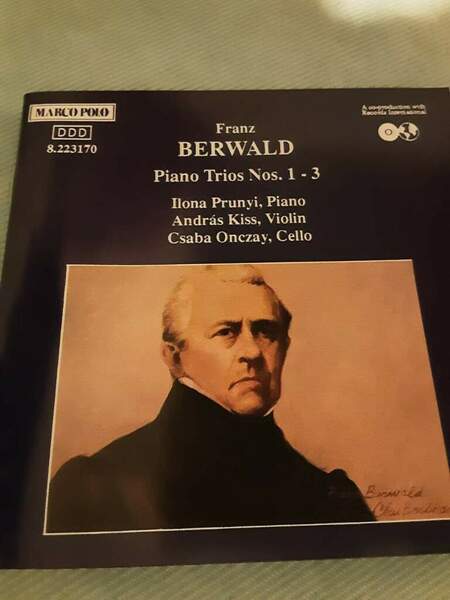 MARCO POLO
DDD
8.223170
A co-production with
Records International
Franz
BERWALD
Piano Trios Nos. 1 - 3
Ilona Prunyi, Piano
András Kiss, Violin
Csaba Onczay, Cello
Berwald